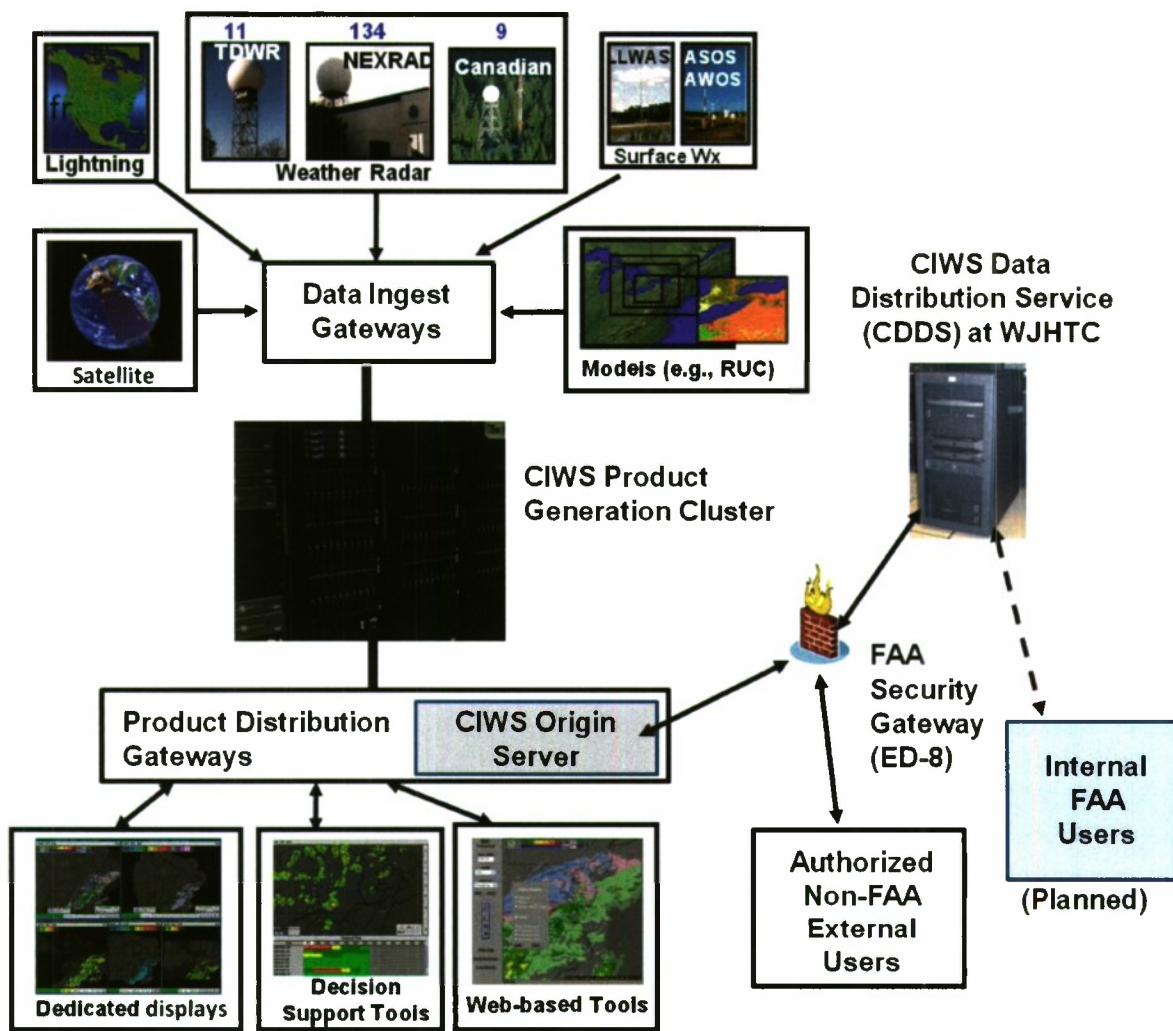 11
134
9
TDWR
NEXRAD
Canadian
LLWAS
ASOS
AWOS
Lightning
Weather Radar
Surface Wx
Data Ingest
Gateways
Satellite
Models (e.g., RUC)
CIWS Data
Distribution Service
(CDDS) at WJHTC
CIWS Product
Generation Cluster
FAA
Security
Gateway
(ED-8)
Product Distribution
Gateways
CIWS Origin
Server
Internal
FAA
Users
(Planned)
Authorized
Non-FAA
External
Users
Dedicated displays
Decision
Support Tools
Web-based Tools